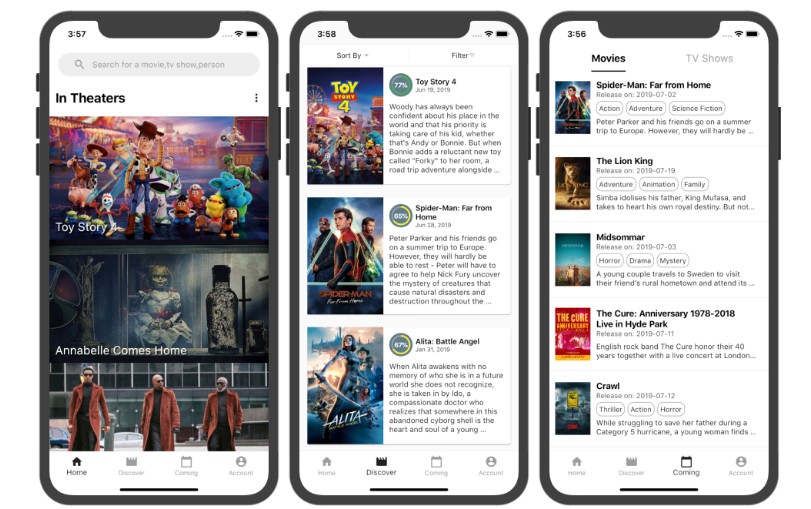 3:57
Search for a movie,tv show,person
In Theaters
Toy Story 4
Annabelle Comes Home
Home
Discover
Coming
Account
3:58
Sort By
Filter
TOY
STORY
4
77%
Toy Story 4
Jun 19, 2019
Woody has always been
confident about his place in the
world and that his priority is
taking care of his kid, whether
that's Andy or Bonnie. But when
Bonnie adds a reluctant new toy
called "Forky" to her room, a
road trip adventure alongside ...
SPIDER-MAN
Far From Home
65%
Spider-Man: Far from
Home
Jun 28, 2019
Peter Parker and his friends go
on a summer trip to Europe.
However, they will hardly be
able to rest - Peter will have to
agree to help Nick Fury uncover
the mystery of creatures that
cause natural disasters and
destruction throughout the ...
ALITA
67%
Alita: Battle Angel
Jan 31, 2019
When Alita awakens with no
memory of who she is in a future
world she does not recognize,
she is taken in by Ido, a
compassionate doctor who
realizes that somewhere in this
abandoned cyborg shell is the
heart and soul of a young ...
Home
Discover
Coming
Account
3:56
Movies
TV Shows
Spider-Man: Far from Home
Release on: 2019-07-02
Action Adventure Science Fiction
Peter Parker and his friends go on a summer
trip to Europe. However, they will hardly be ...
The Lion King
Release on: 2019-07-19
Adventure Animation Family
Simba idolises his father, King Mufasa, and
takes to heart his own royal destiny. But not...
Midsommar
Release on: 2019-07-03
Horror Drama Mystery
A young couple travels to Sweden to visit
their friend's rural hometown and attend its ...
THE CURE
ANNIVERSARY
The Cure: Anniversary 1978-2018
Live in Hyde Park
Release on: 2019-07-11
English rock band The Cure honor their 40
years together with a live concert at London...
Crawl
Release on: 2019-07-12
Thriller Action Horror
While struggling to save her father during a
Category 5 hurricane, a young woman finds ...
Home
Discover
Coming
Account